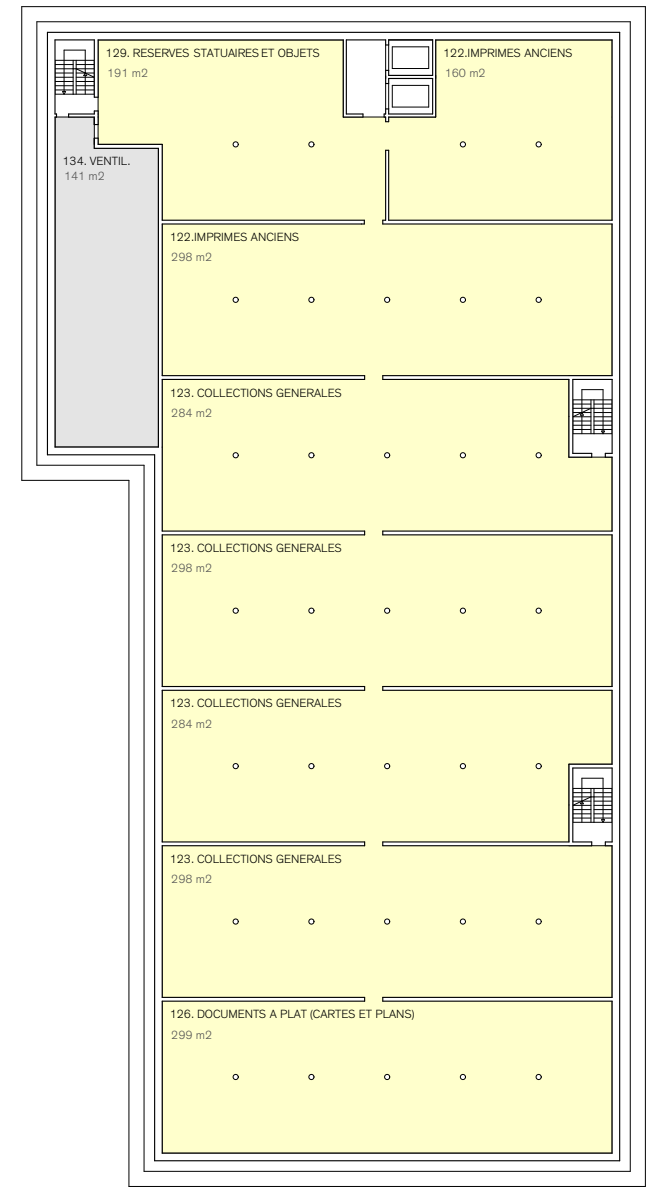 129. RESERVES STATUAIRES ET OBJETS
191 m2
122.IMPRIMES ANCIENS
160 m2
134. VENTIL.
141 m2
122.IMPRIMES ANCIENS
298 m2
123. COLLECTIONS GENERALES
284 m2
123. COLLECTIONS GENERALES
298 m2
123. COLLECTIONS GENERALES
284 m2
123. COLLECTIONS GENERALES
298 m2
126. DOCUMENTS A PLAT (CARTES ET PLANS)
299 m2